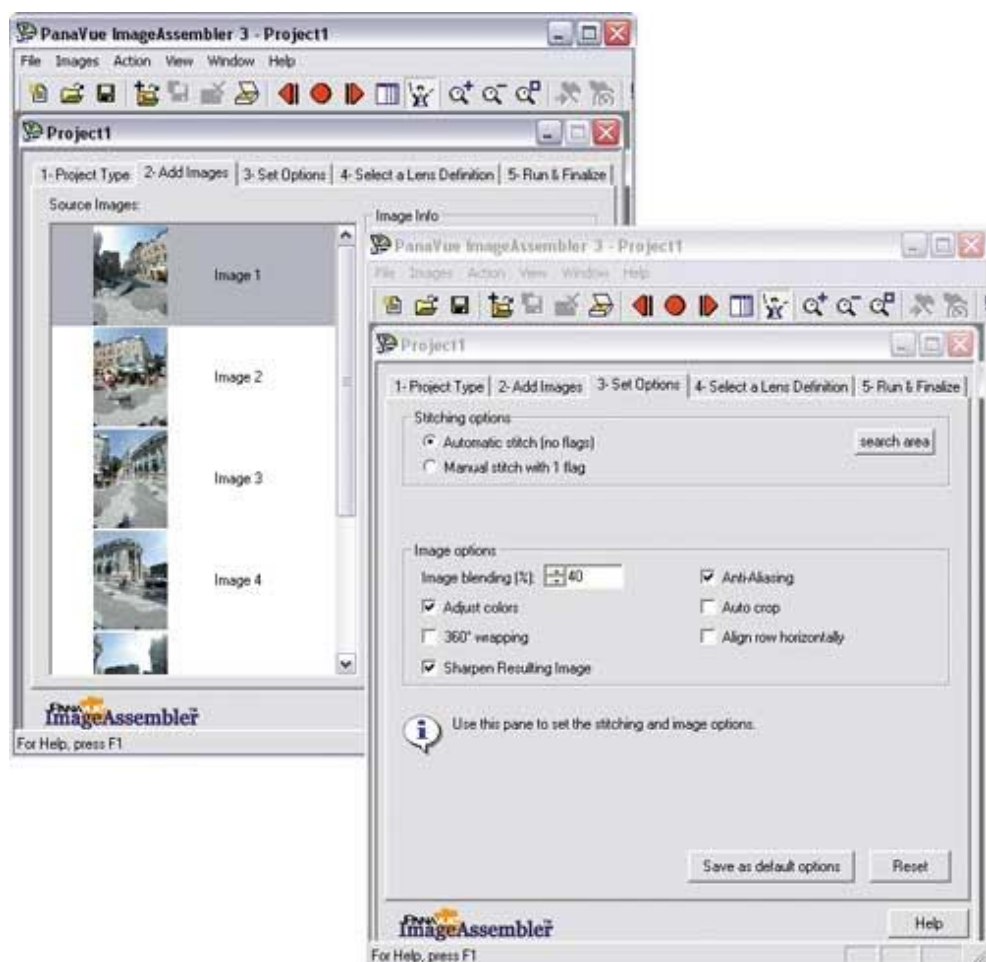 PanaVue ImageAssembler 3 - Project1
File Images Action View Window Help
Project1
1- Project Type 2- Add Images 3- Set Options 4- Select a Lens Definition 5- Run & Finalize
Source Images:
Image Info
Image 1
Image 2
Image 3
Image 4
PANAVUE
ImageAssembler™
For Help, press F1
PanaVue ImageAssembler 3 - Project1
File Images Action View Window Help
Project1
1- Project Type 2- Add Images 3- Set Options 4- Select a Lens Definition 5- Run & Finalize
Stitching options
Automatic stitch (no flags)
search area
Manual stitch with 1 flag
Image options
Image blending (%): 40
Anti-Aliasing
Adjust colors
Auto crop
360° wrapping
Align row horizontally
Sharpen Resulting Image
Use this pane to set the stitching and image options.
Save as default options
Reset
PANAVUE
ImageAssembler™
Help
For Help, press F1